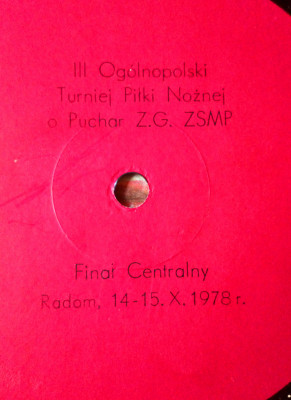 III Ogólnopolski
Turniej Piłki Nożnej
o Puchar Z.G. ZSMP
Finał Centralny
Radom, 14-15.X.1978 r.